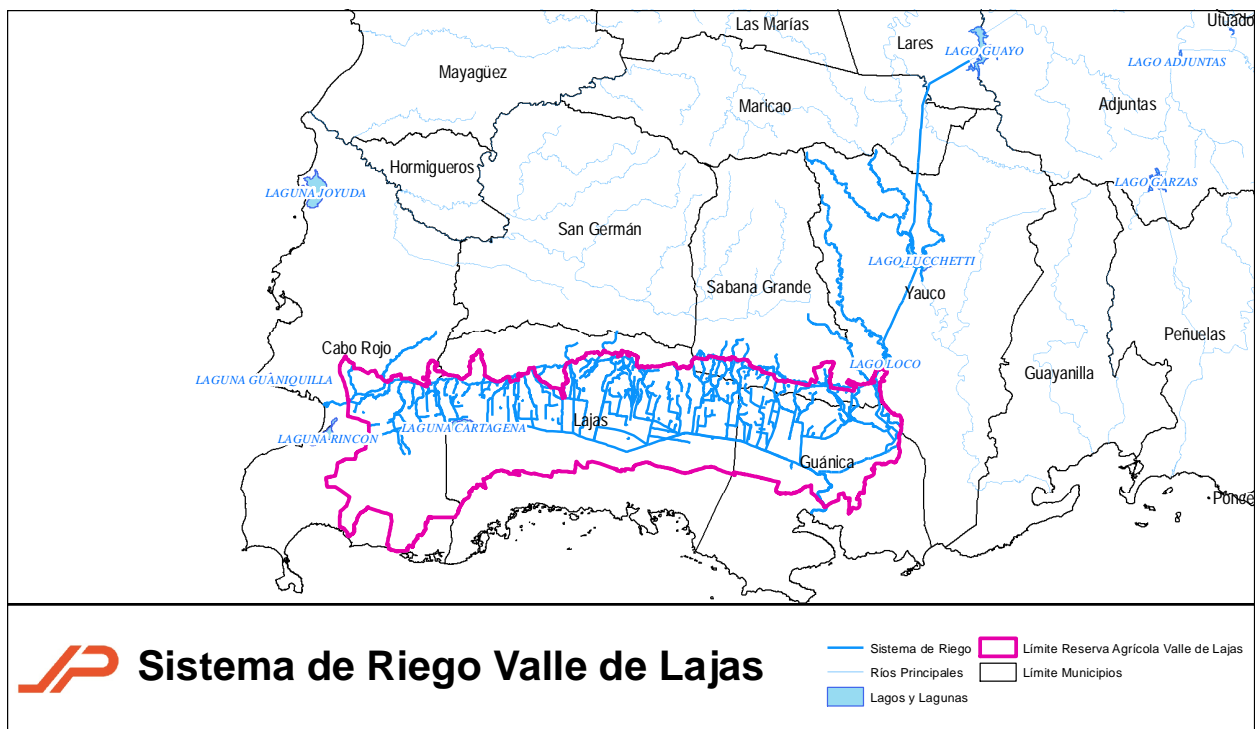 Utuado
Las Marías
Lares
LAGO GUAYO
LAGO ADJUNTAS
Mayagüez
Maricao
Adjuntas
Hormigueros
LAGUNA JOYUDA
LAGO GARZAS
San Germán
LAGO LUCCHETTI
Sabana Grande
Yauco
Peñuelas
Cabo Rojo
LAGO LOCO
Guayanilla
LAGUNA GUANIQUILLA
Lajas
LAGUNA CARTAGENA
LAGUNA RINCON
Guánica
Ponce
Sistema de Riego Valle de Lajas
Sistema de Riego
Límite Reserva Agrícola Valle de Lajas
Ríos Principales
Límite Municipios
Lagos y Lagunas